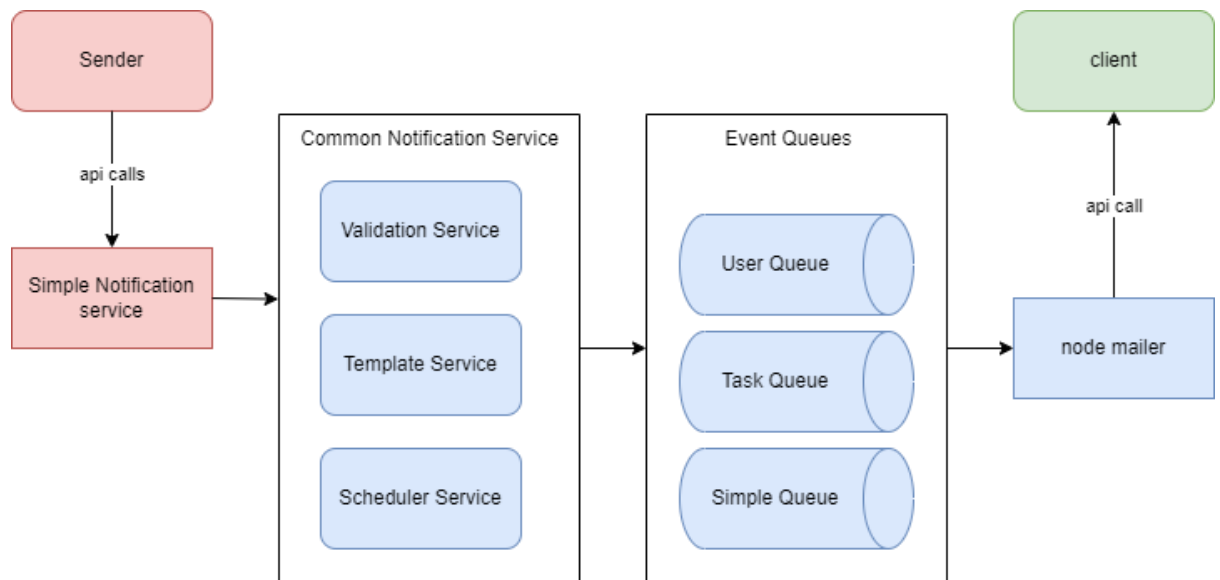 Sender
client
api calls
Common Notification Service
Event Queues
Validation Service
User Queue
api call
Simple Notification
service
Template Service
Task Queue
node mailer
Scheduler Service
Simple Queue